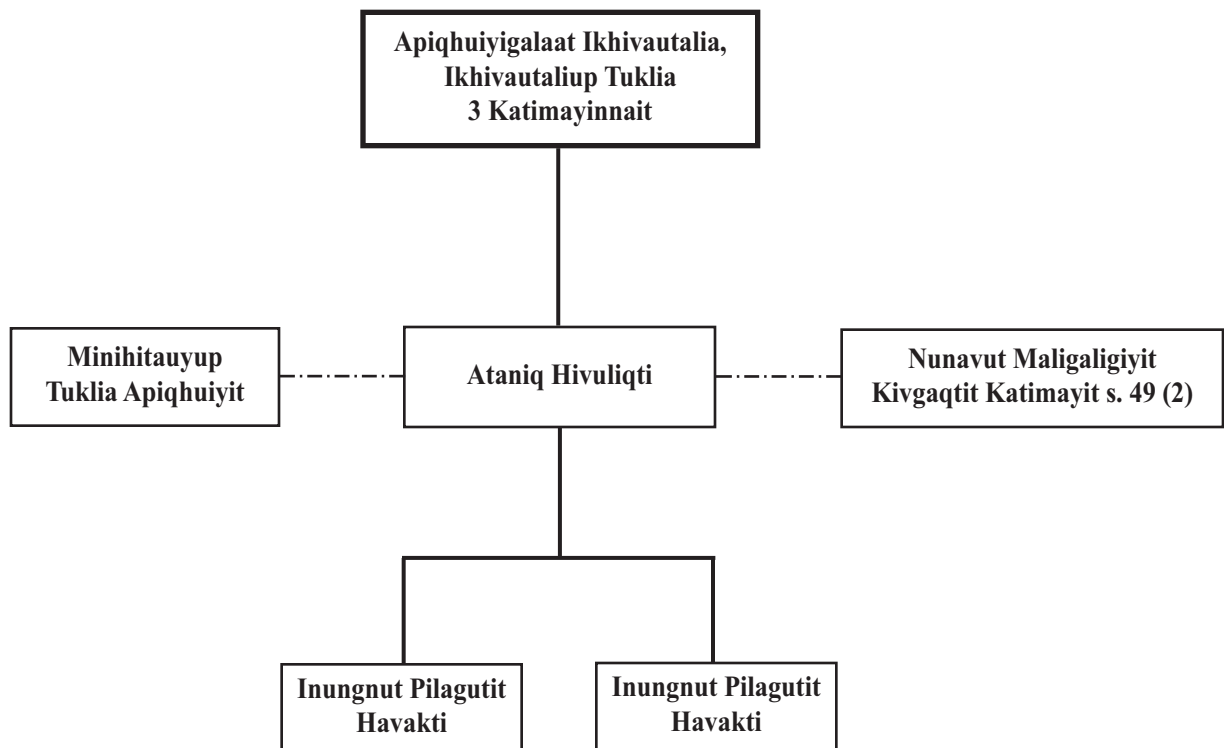 Apiqhuiyigalaat Ikhivautalia,
Ikhivautaliup Tuklia
3 Katimayinnait
Minihitauyup
Tuklia Apiqhuiyit
Ataniq Hivuliqti
Nunavut Maligaligiyit
Kivgaqtit Katimayit s. 49 (2)
Inungnut Pilagutit
Havakti
Inungnut Pilagutit
Havakti